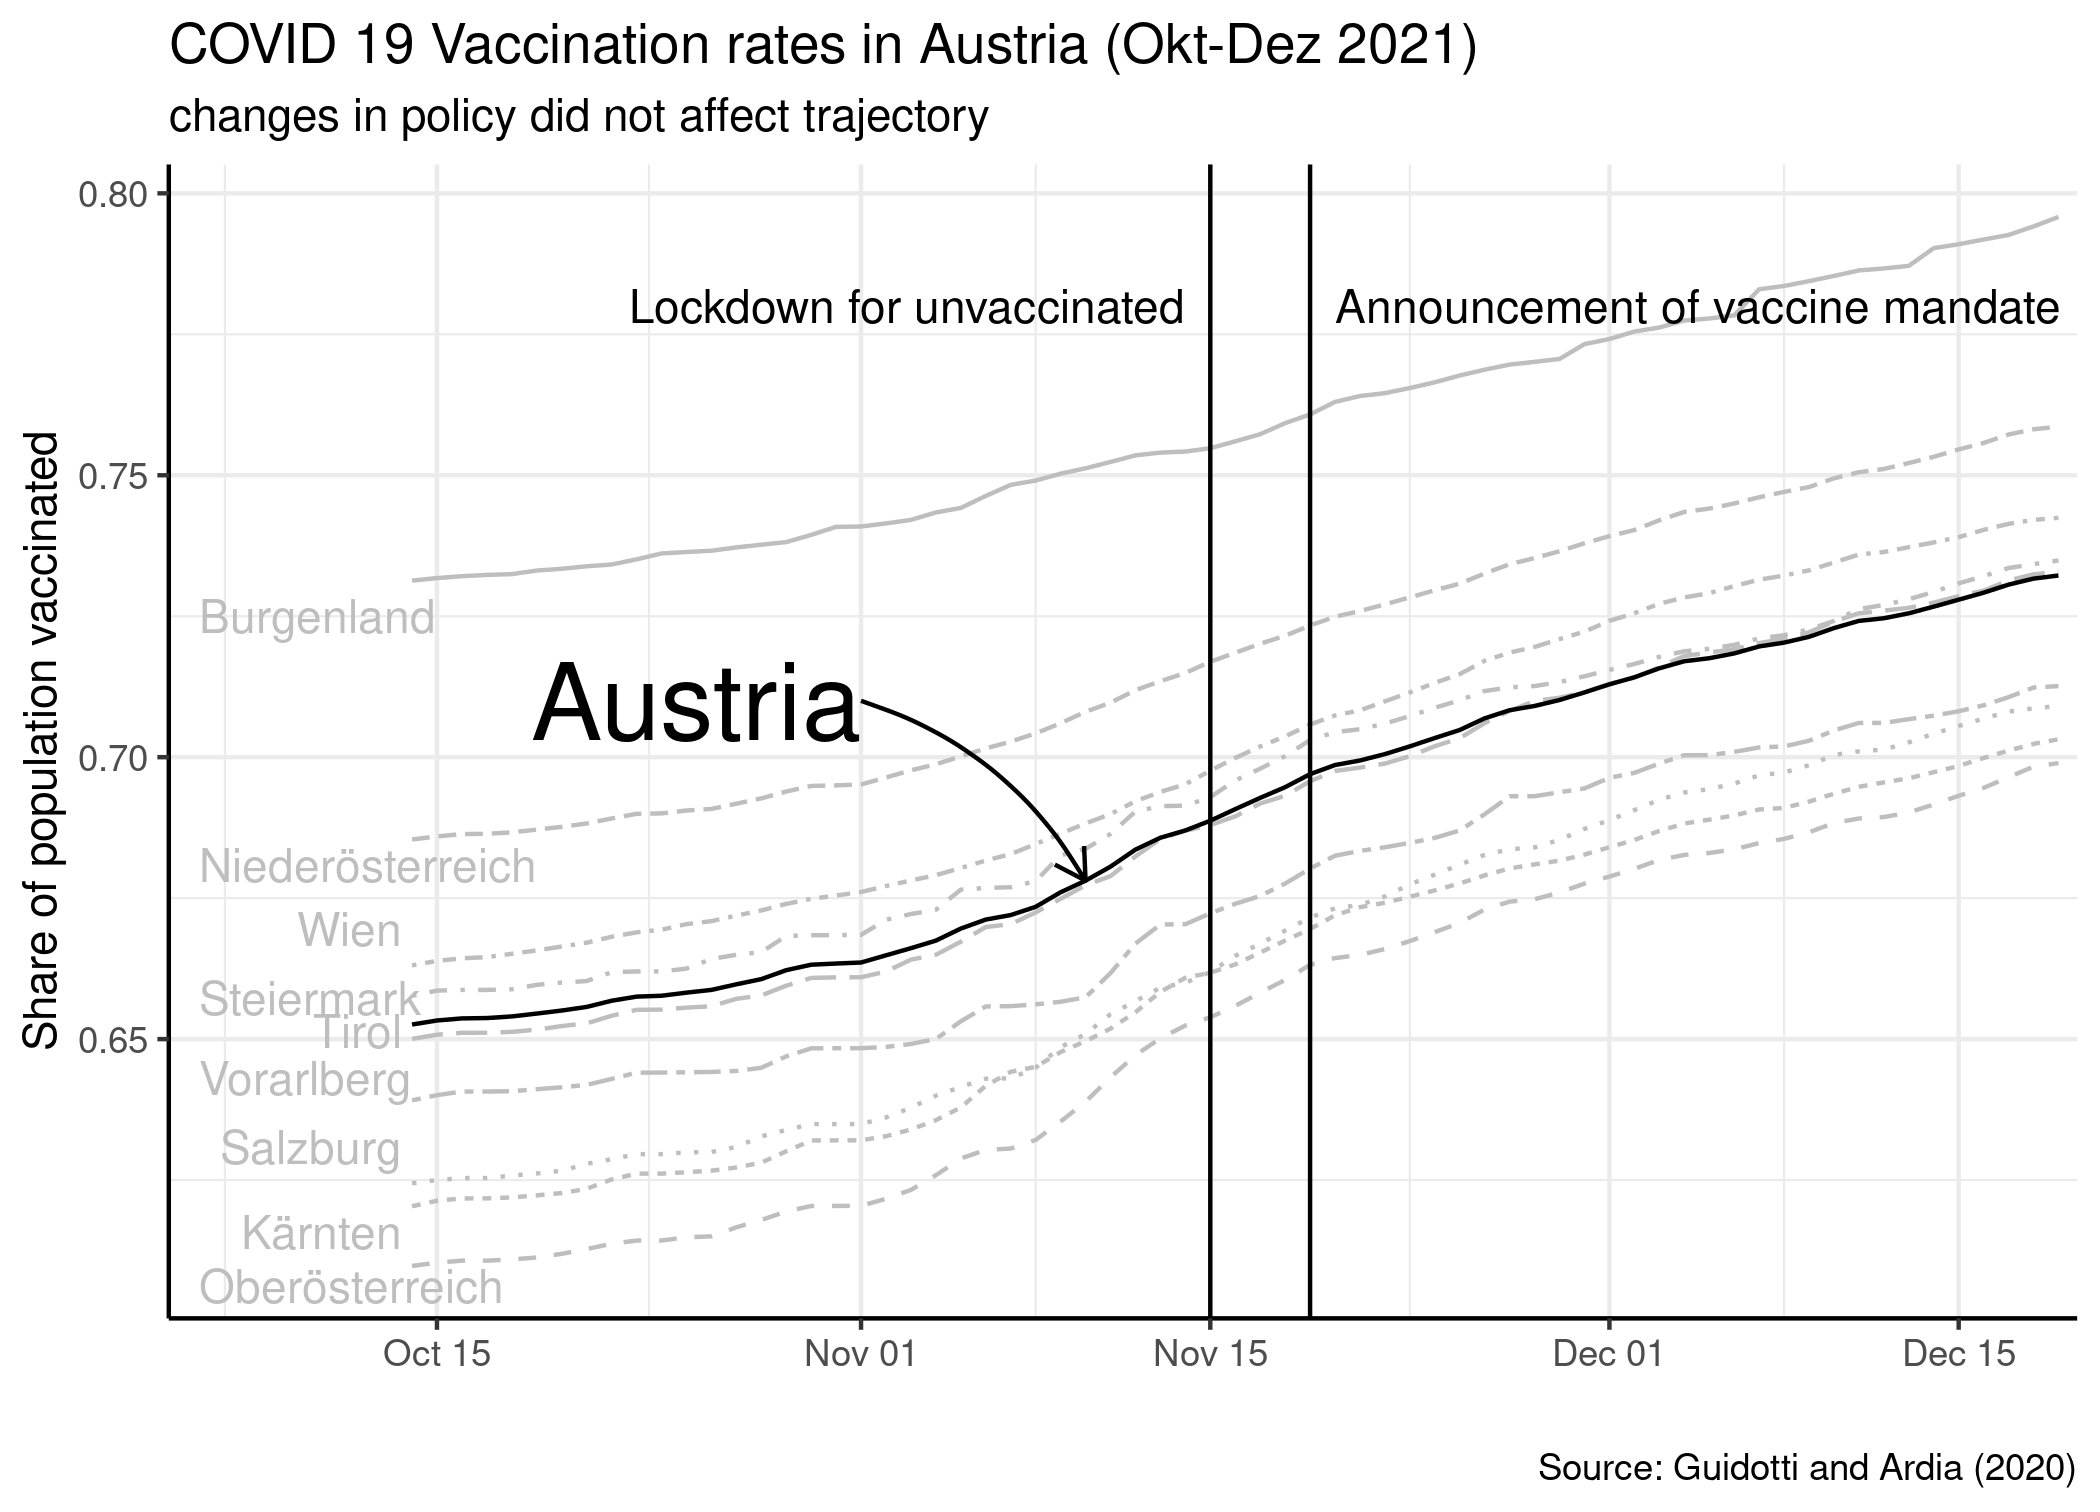 COVID 19 Vaccination rates in Austria (Okt-Dez 2021)
changes in policy did not affect trajectory
Share of population vaccinated
0.80
0.75
0.70
0.65
Lockdown for unvaccinated
Announcement of vaccine mandate
Burgenland
Austria
Niederösterreich
Wien
Steiermark
Tirol
Vorarlberg
Salzburg
Kärnten
Oberösterreich
Oct 15
Nov 01
Nov 15
Dec 01
Dec 15
Source: Guidotti and Ardia (2020)